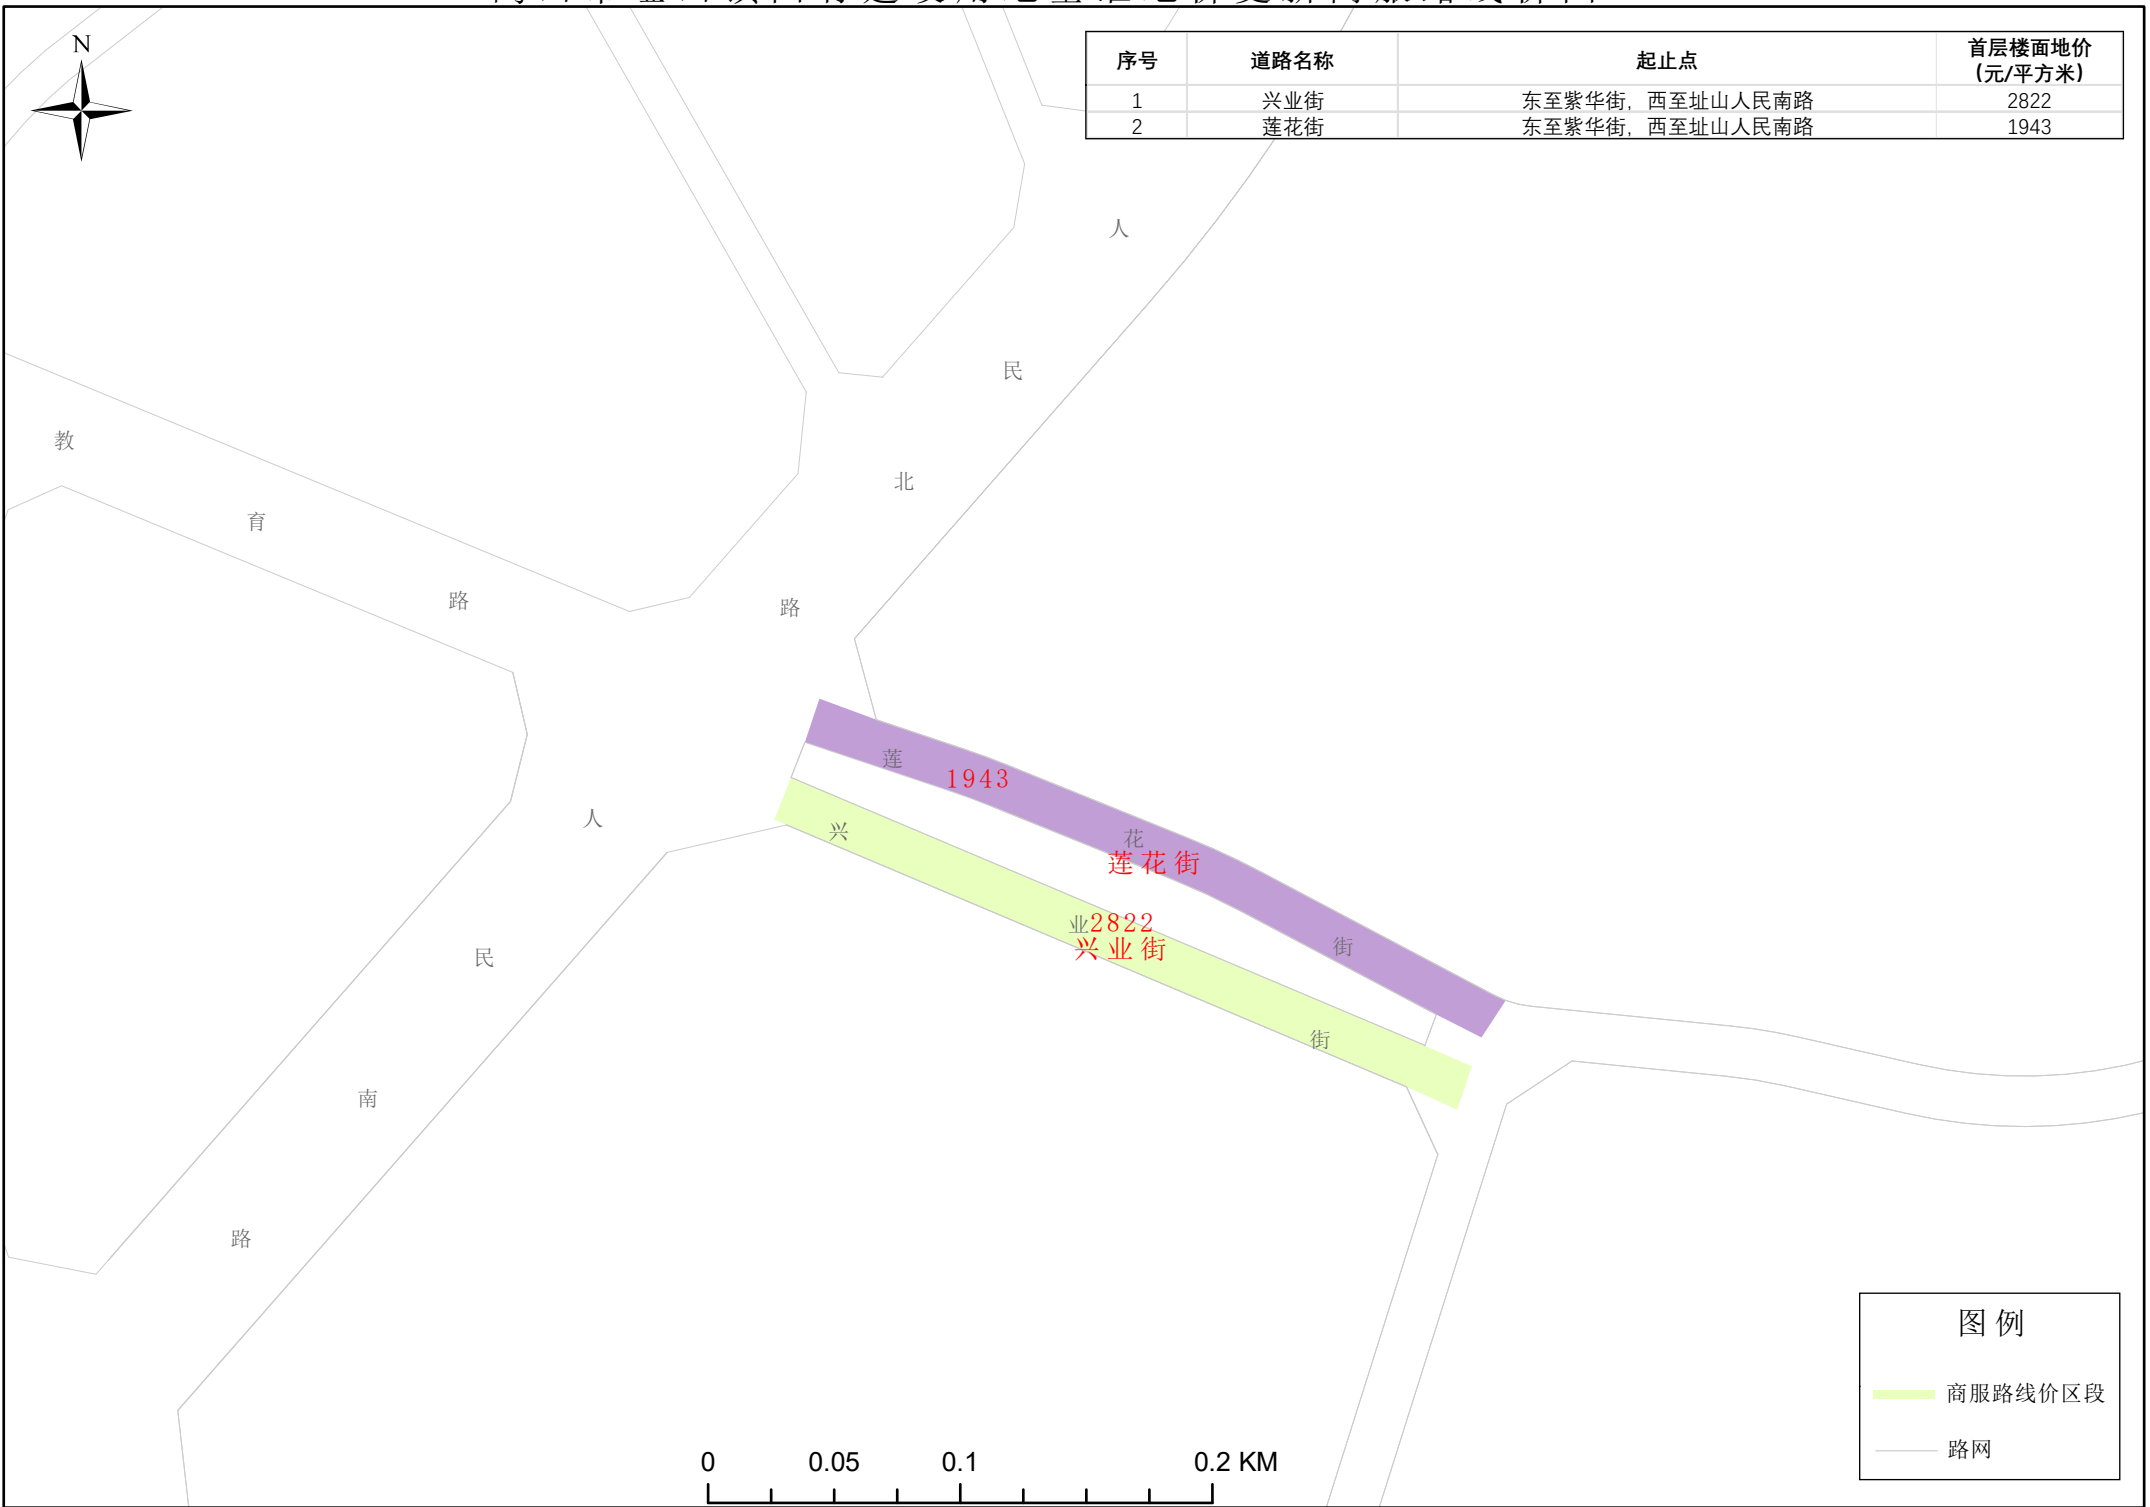 N
序号 道路名称 起止点 首层楼面地价(元/平方米)
1 兴业街 东至紫华街，西至址山人民南路 2822
2 莲花街 东至紫华街，西至址山人民南路 1943
人
民
北
路
教
育
路
人
民
南
路
莲
花
街
1943
莲花街
兴
业
街
2822
兴业街
图例
商服路线价区段
路网
0 0.05 0.1 0.2 KM